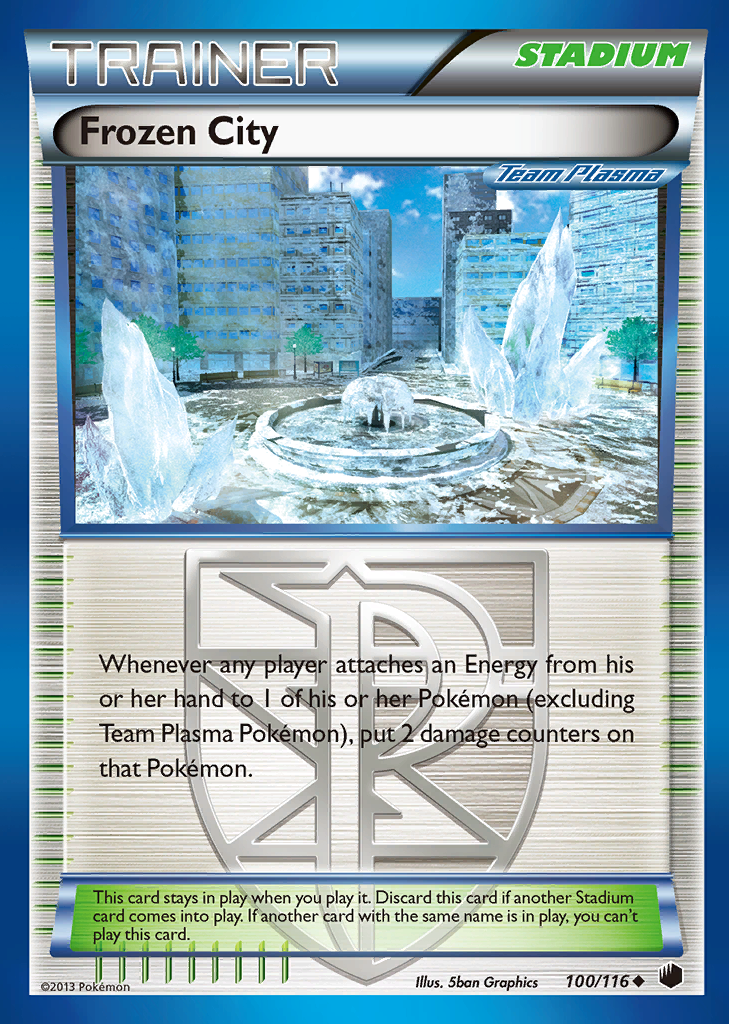 TRAINER
STADIUM
Frozen City
Team Plasma
Whenever any player attaches an Energy from his
or her hand to 1 of his or her Pokémon (excluding
Team Plasma Pokémon), put 2 damage counters on
that Pokémon.
This card stays in play when you play it. Discard this card if another Stadium
card comes into play. If another card with the same name is in play, you can't
play this card.
©2013 Pokémon
Illus. 5ban Graphics
100/116